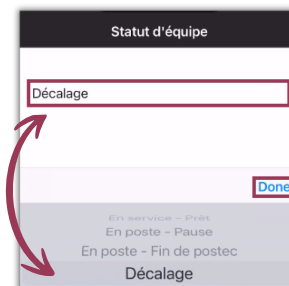 Statut d'équipe
Décalage
Done
En service - Prêt
En poste - Pause
En poste - Fin de postec
Décalage